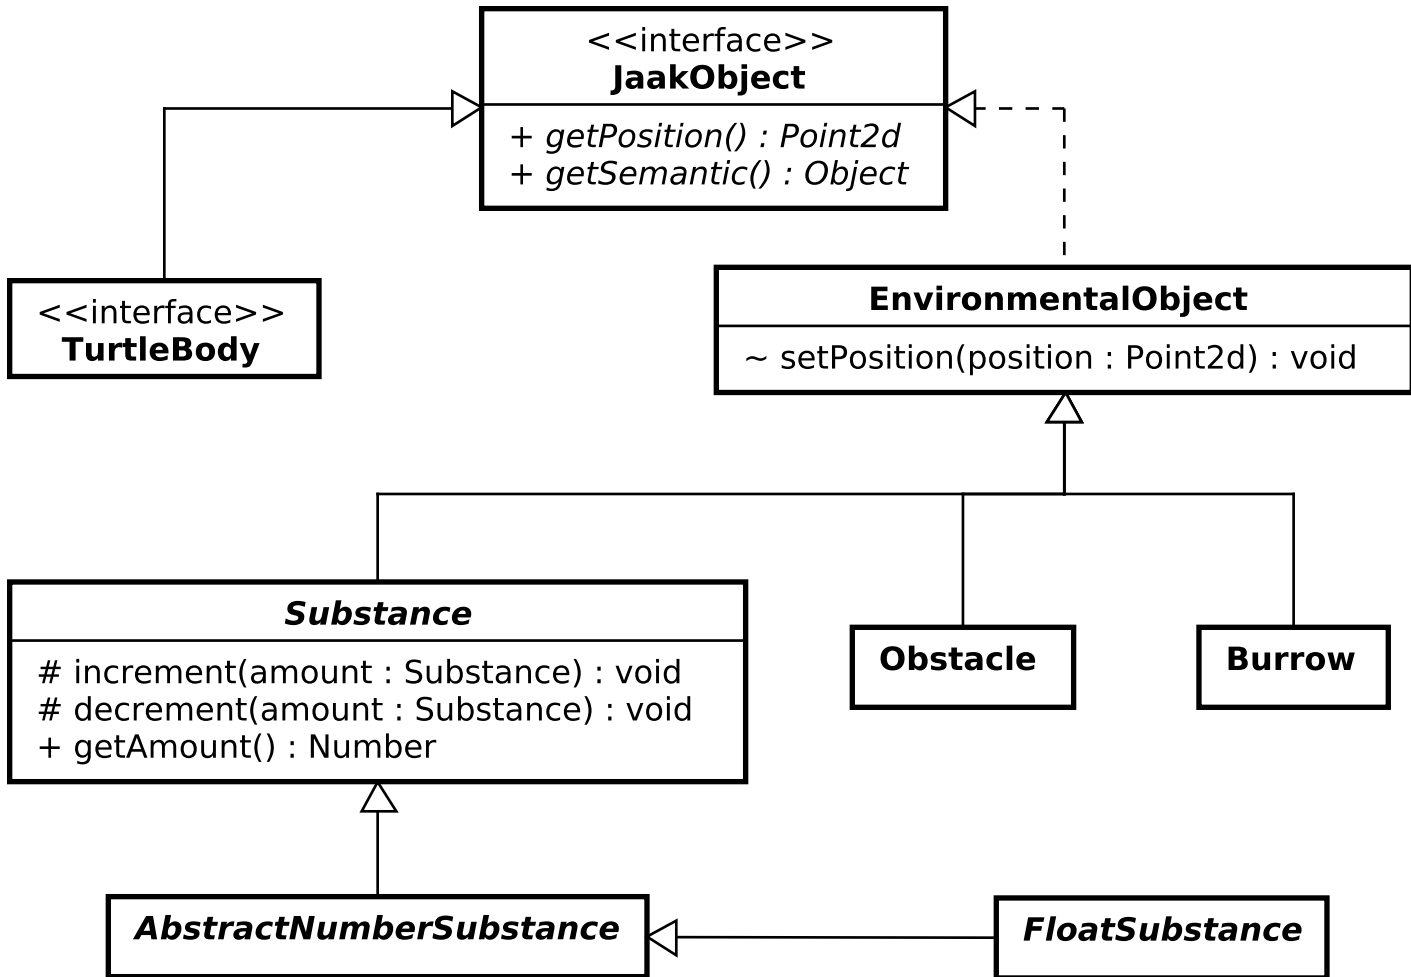 <<interface>>
JaakObject
+ getPosition() : Point2d
+ getSemantic() : Object
<<interface>>
TurtleBody
EnvironmentalObject
~ setPosition(position : Point2d) : void
Substance
# increment(amount : Substance) : void
# decrement(amount : Substance) : void
+ getAmount() : Number
Obstacle
Burrow
AbstractNumberSubstance
FloatSubstance